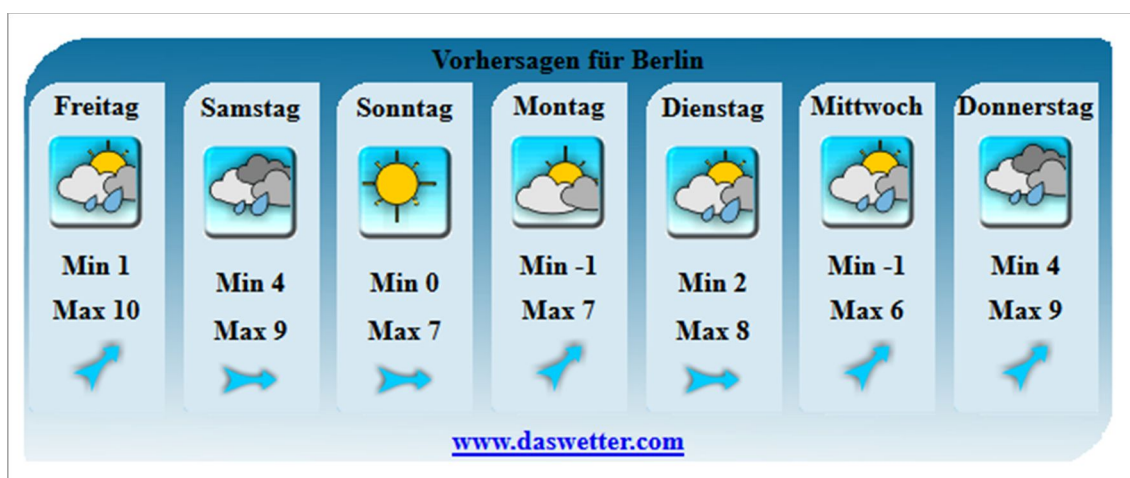 Vorhersagen für Berlin
Freitag
Min 1
Max 10
Samstag
Min 4
Max 9
Sonntag
Min 0
Max 7
Montag
Min -1
Max 7
Dienstag
Min 2
Max 8
Mittwoch
Min -1
Max 6
Donnerstag
Min 4
Max 9
www.daswetter.com